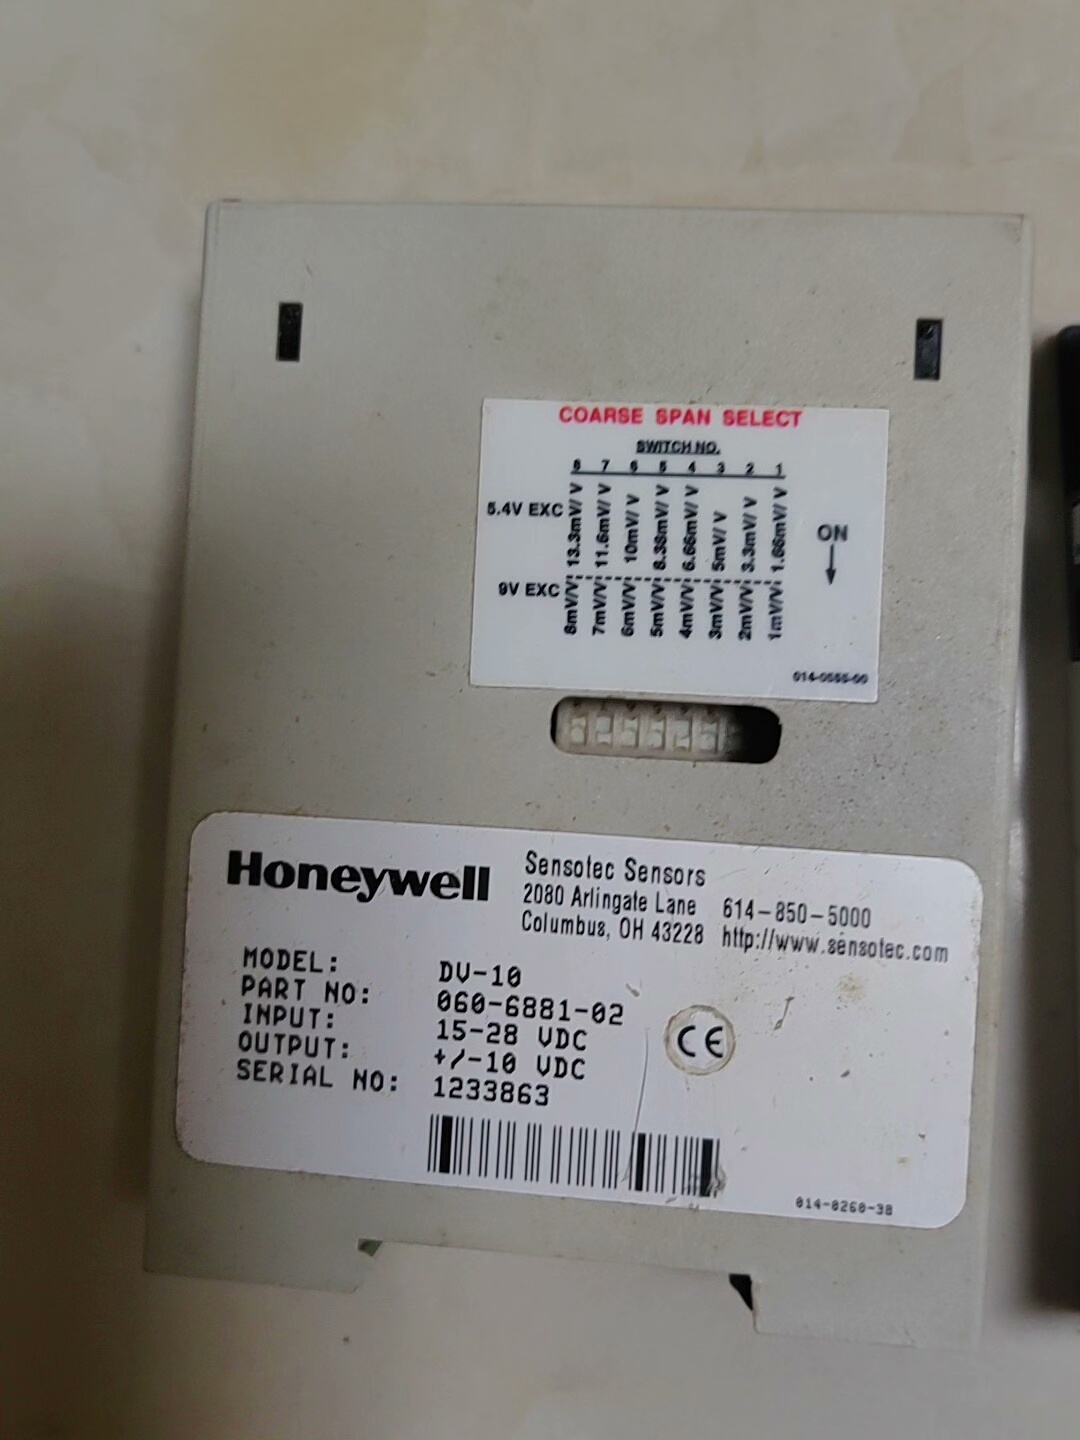 COARSE SPAN SELECT
SWITCH NO.
8 7 6 5 4 3 2 1
5.4V EXC 13.3mV/V 11.6mV/V 10mV/V 8.38mV/V 6.66mV/V 5mV/V 3.3mV/V 1.66mV/V
ON
9V EXC 8mV/V 7mV/V 6mV/V 5mV/V 4mV/V 3mV/V 2mV/V 1mV/V
Honeywell
Sensotec Sensors
2080 Arlingate Lane 614-850-5000
Columbus, OH 43228 http://www.sensotec.com
MODEL: DV-10
PART NO: 060-6881-02
INPUT: 15-28 VDC
OUTPUT: +/-10 VDC
SERIAL NO: 1233863
CE
014-0260-38